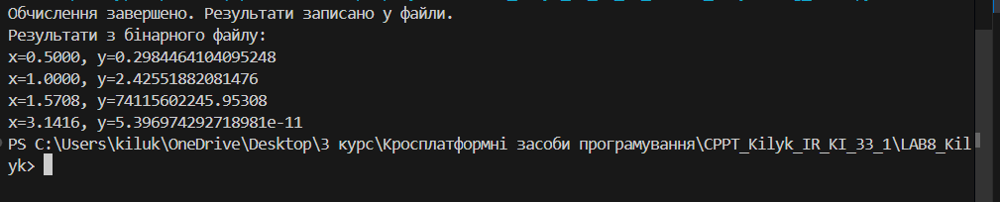 Обчислення завершено. Результати записано у файли.
Результати з бінарного файлу:
x=0.5000, y=0.2984464104095248
x=1.0000, y=2.42551882081476
x=1.5708, y=74115602245.95308
x=3.1416, y=5.396974292718981e-11
PS C:\Users\kiluk\OneDrive\Desktop\3 курс\Кросплатформні засоби програмування\CPPT_Kilyk_IR_KI_33_1\LAB8_Kil
yk>